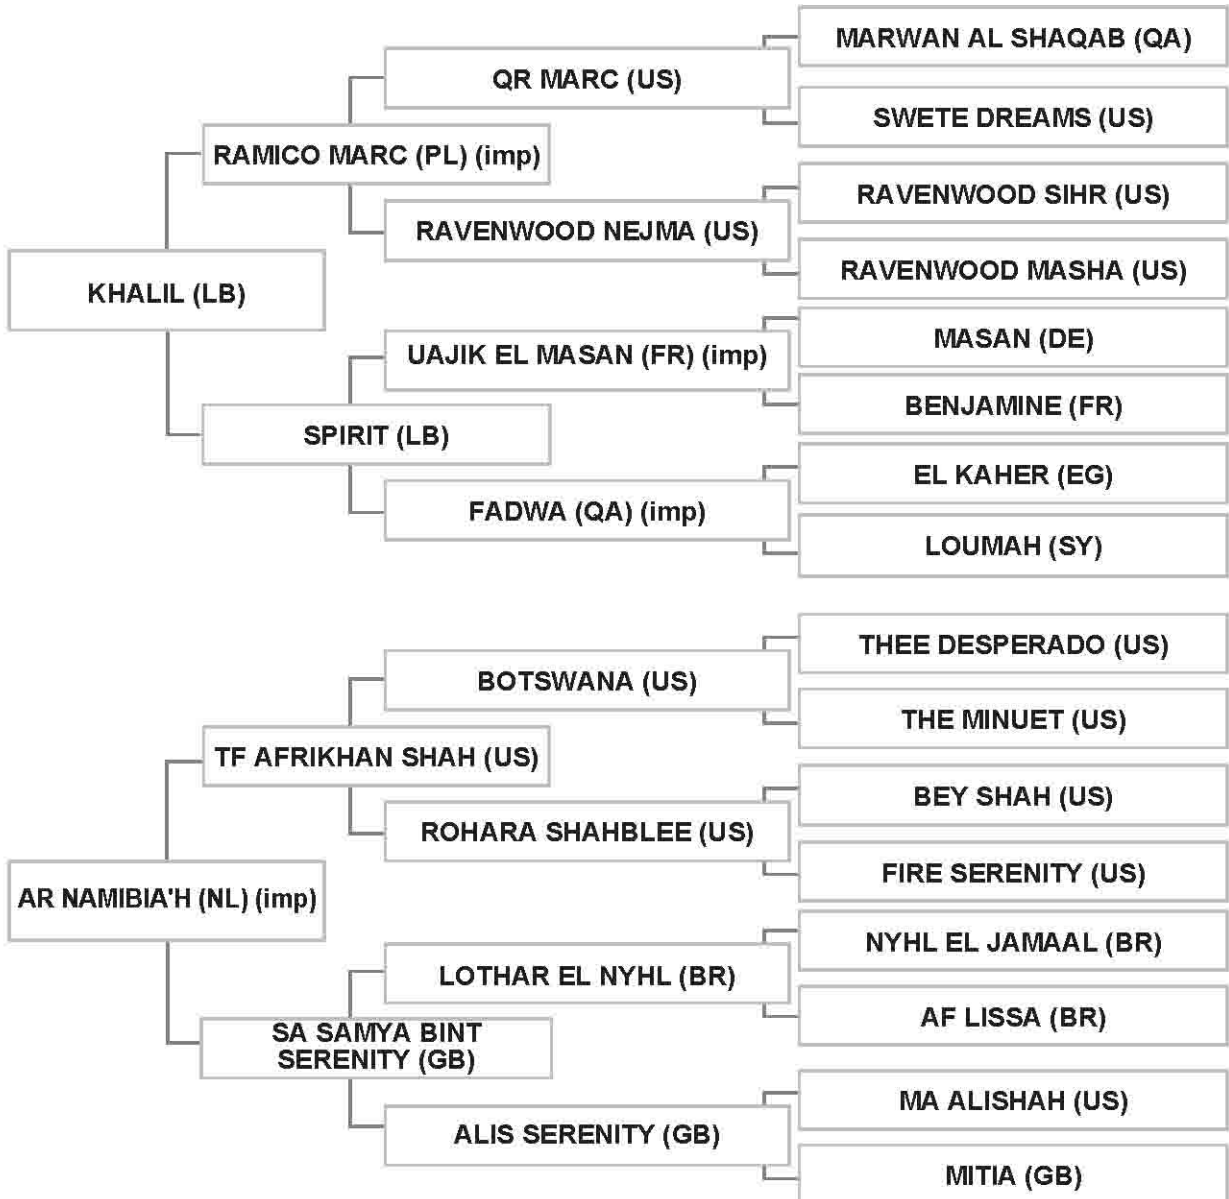 MARWAN AL SHAQAB (QA)
QR MARC (US)
SWETE DREAMS (US)
RAMICO MARC (PL) (imp)
RAVENWOOD SIHR (US)
RAVENWOOD NEJMA (US)
RAVENWOOD MASHA (US)
KHALIL (LB)
MASAN (DE)
UAJIK EL MASAN (FR) (imp)
BENJAMINE (FR)
SPIRIT (LB)
EL KAHER (EG)
FADWA (QA) (imp)
LOUMAH (SY)
THEE DESPERADO (US)
BOTSWANA (US)
THE MINUET (US)
TF AFRIKHAN SHAH (US)
BEY SHAH (US)
ROHARA SHAHBLEE (US)
FIRE SERENITY (US)
AR NAMIBIA'H (NL) (imp)
NYHL EL JAMAAL (BR)
LOTHAR EL NYHL (BR)
AF LISSA (BR)
SA SAMYA BINT
SERENITY (GB)
MA ALISHAH (US)
ALIS SERENITY (GB)
MITIA (GB)